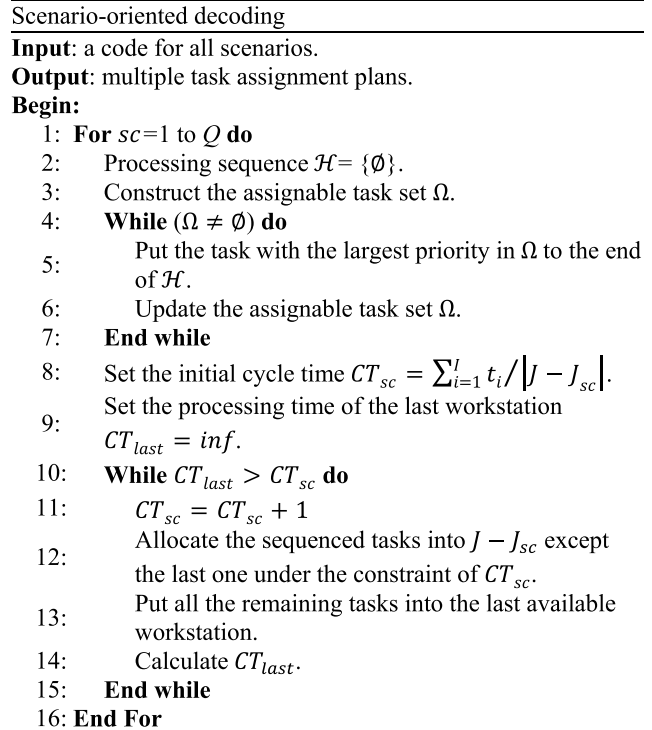 Scenario-oriented decoding
Input: a code for all scenarios.
Output: multiple task assignment plans.
Begin:
1: For sc=1 to Q do
2: Processing sequence ℋ= {∅}.
3: Construct the assignable task set Ω.
4: While (Ω ≠ ∅) do
5: Put the task with the largest priority in Ω to the end
of ℋ.
6: Update the assignable task set Ω.
7: End while
8: Set the initial cycle time CT_sc = ∑_{i=1}^{I} t_i/|J − J_sc|.
9: Set the processing time of the last workstation
CT_last = inf.
10: While CT_last > CT_sc do
11: CT_sc = CT_sc + 1
12: Allocate the sequenced tasks into J − J_sc except
the last one under the constraint of CT_sc.
13: Put all the remaining tasks into the last available
workstation.
14: Calculate CT_last.
15: End while
16: End For